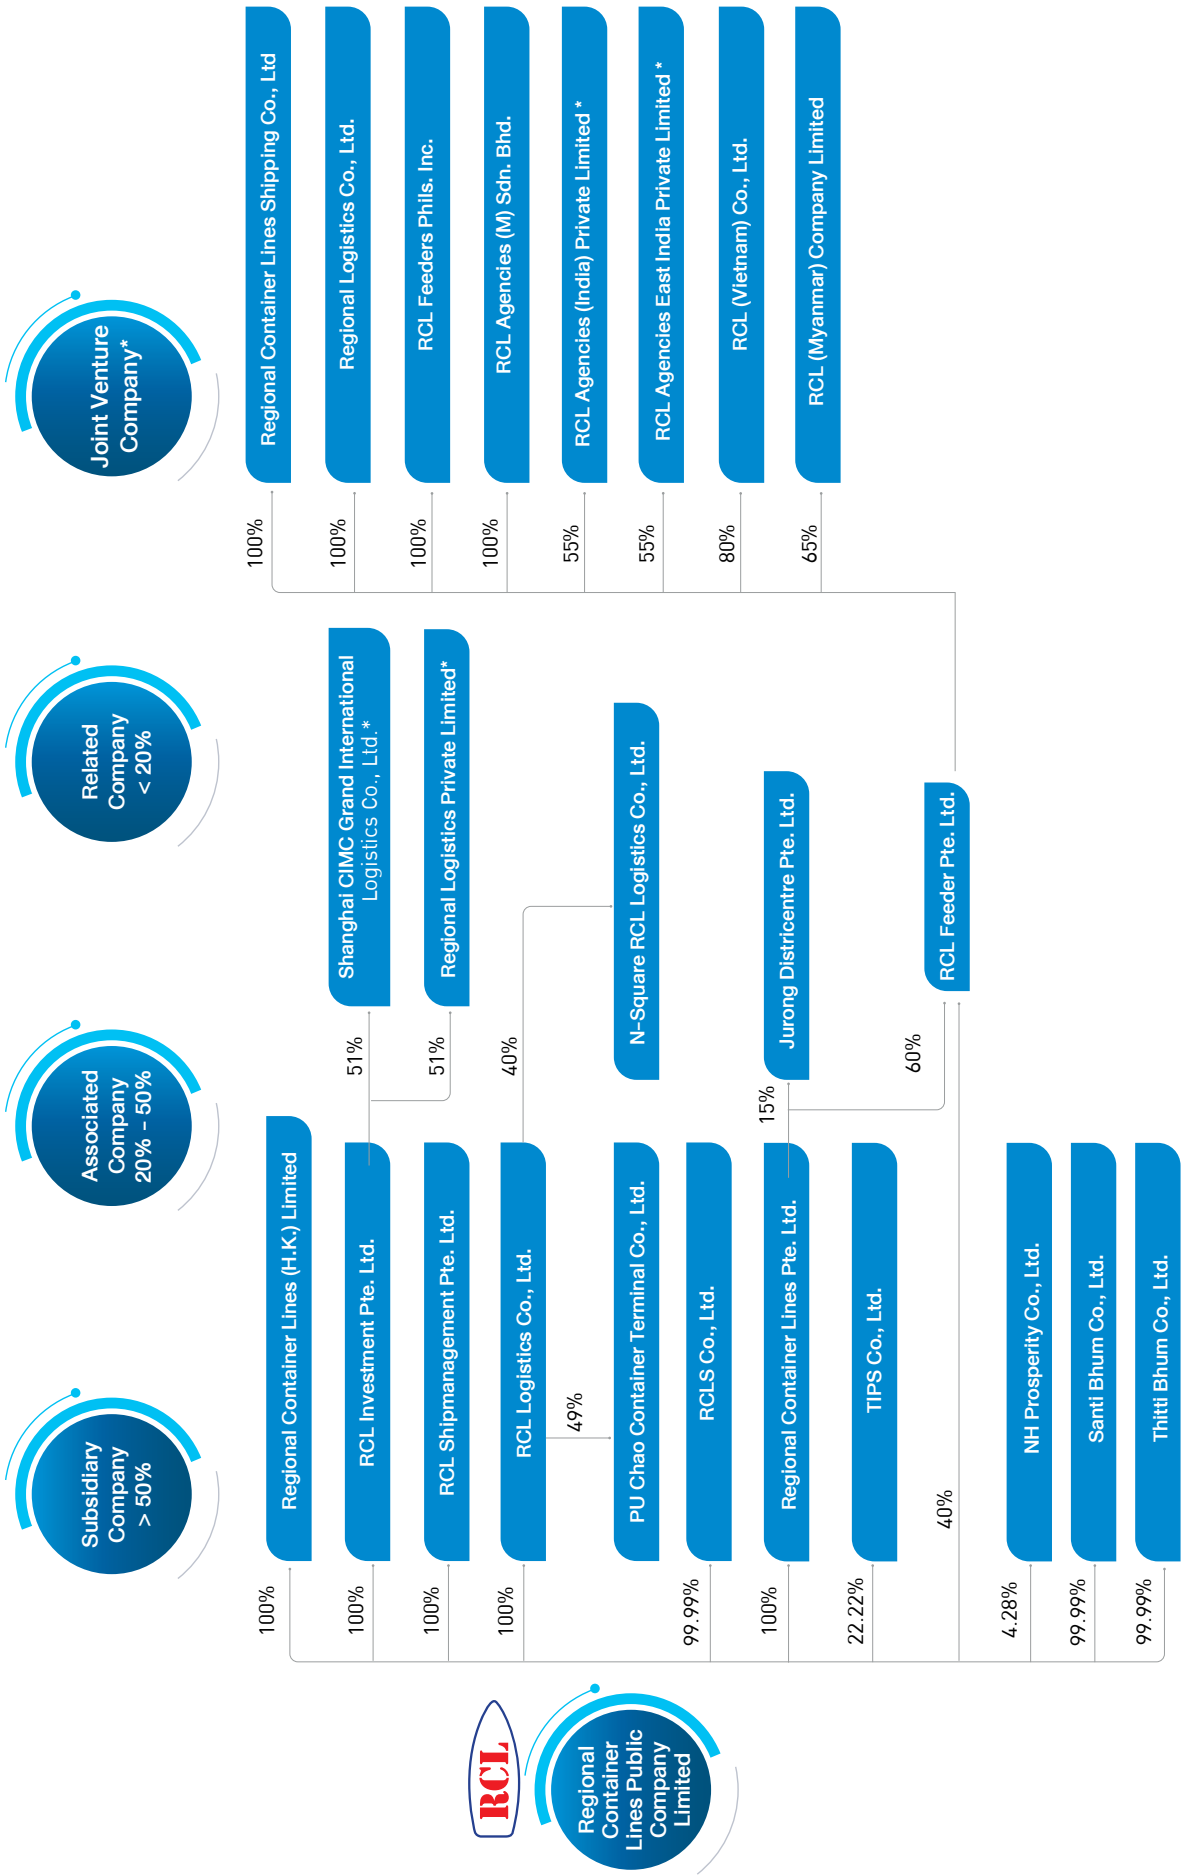 Subsidiary
Company
> 50%
Associated
Company
20% – 50%
Related
Company
< 20%
Joint Venture
Company*
RCL
Regional
Container
Lines Public
Company
Limited
100%
Regional Container Lines (H.K.) Limited
100%
RCL Investment Pte. Ltd.
100%
RCL Shipmanagement Pte. Ltd.
100%
RCL Logistics Co., Ltd.
49%
PU Chao Container Terminal Co., Ltd.
99.99%
RCLS Co., Ltd.
100%
Regional Container Lines Pte. Ltd.
22.22%
TIPS Co., Ltd.
40%
4.28%
NH Prosperity Co., Ltd.
99.99%
Santi Bhum Co., Ltd.
99.99%
Thitti Bhum Co., Ltd.
51%
Shanghai CIMC Grand International
Logistics Co., Ltd.*
51%
Regional Logistics Private Limited*
40%
N-Square RCL Logistics Co., Ltd.
15%
Jurong Districentre Pte. Ltd.
60%
RCL Feeder Pte. Ltd.
100%
Regional Container Lines Shipping Co., Ltd
100%
Regional Logistics Co., Ltd.
100%
RCL Feeders Phils. Inc.
100%
RCL Agencies (M) Sdn. Bhd.
55%
RCL Agencies (India) Private Limited *
55%
RCL Agencies East India Private Limited *
80%
RCL (Vietnam) Co., Ltd.
65%
RCL (Myanmar) Company Limited